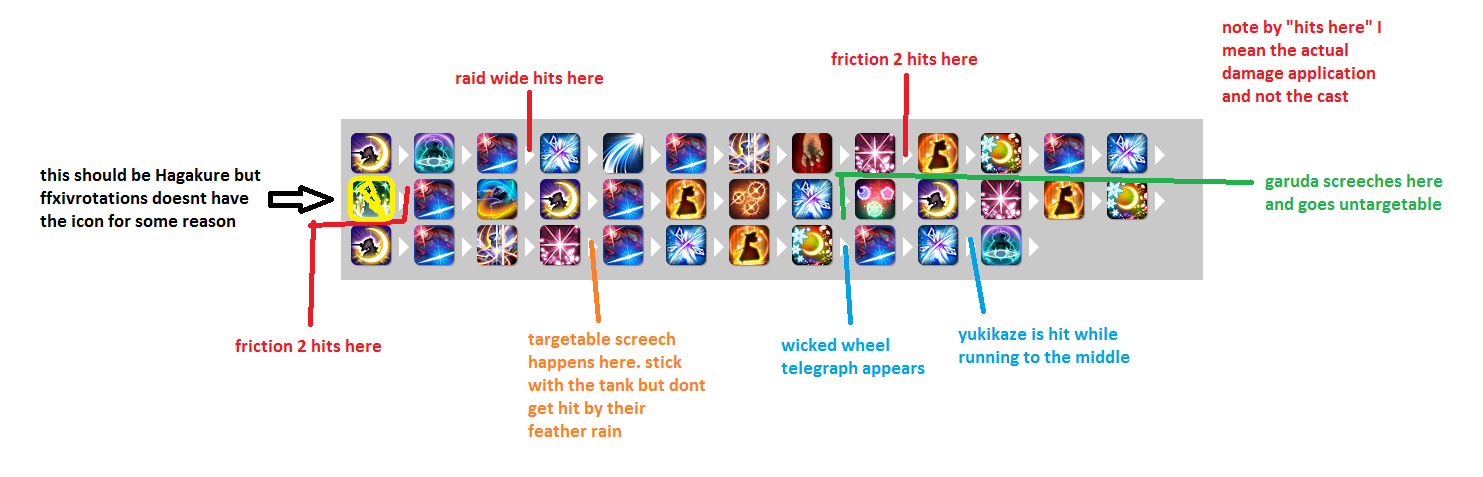 note by "hits here" I
mean the actual
damage application
and not the cast
friction 2 hits here
raid wide hits here
this should be Hagakure but
ffxivrotations doesnt have
the icon for some reason
garuda screeches here
and goes untargetable
friction 2 hits here
targetable screech
happens here. stick
with the tank but dont
get hit by their
feather rain
wicked wheel
telegraph appears
yukikaze is hit while
running to the middle